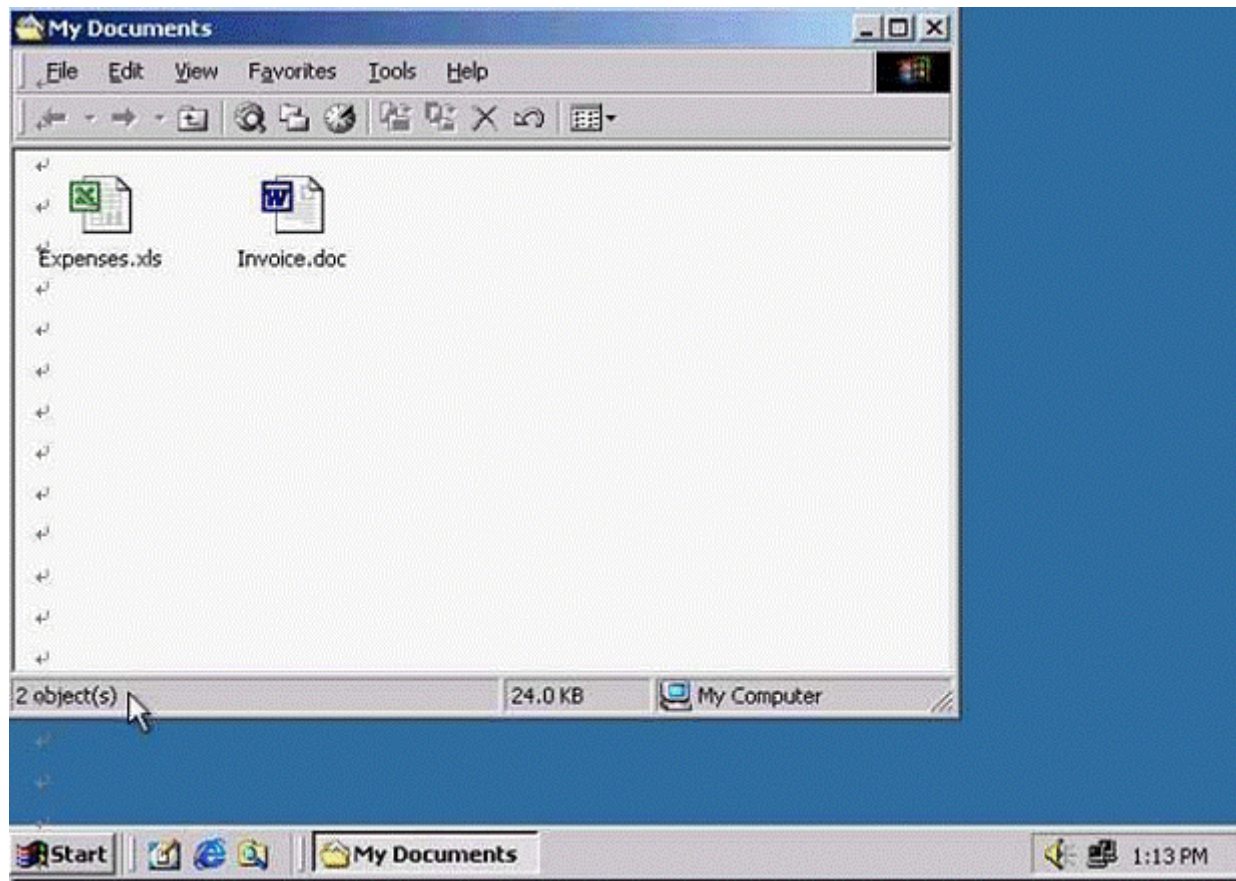 My Documents
File Edit View Favorites Tools Help
Expenses.xls Invoice.doc
2 object(s) 24.0 KB My Computer
Start My Documents 1:13 PM